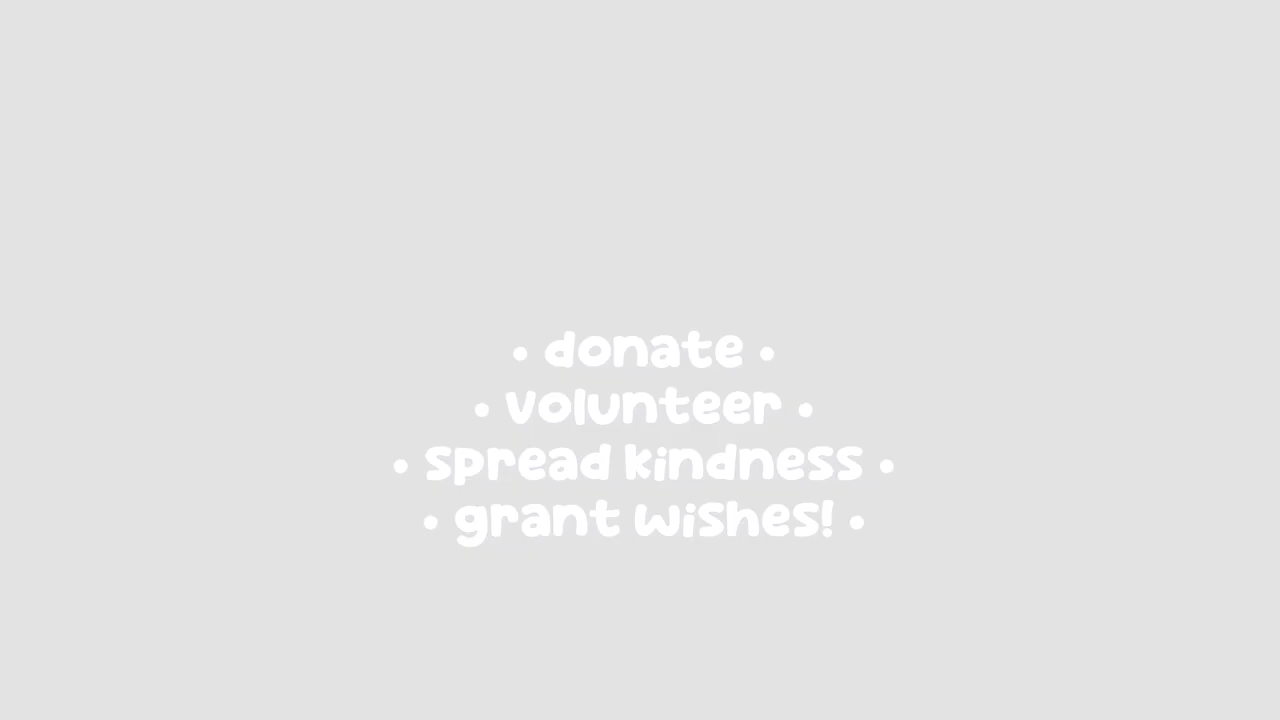 • donate •
• volunteer •
• spread kindness •
• grant wishes! •